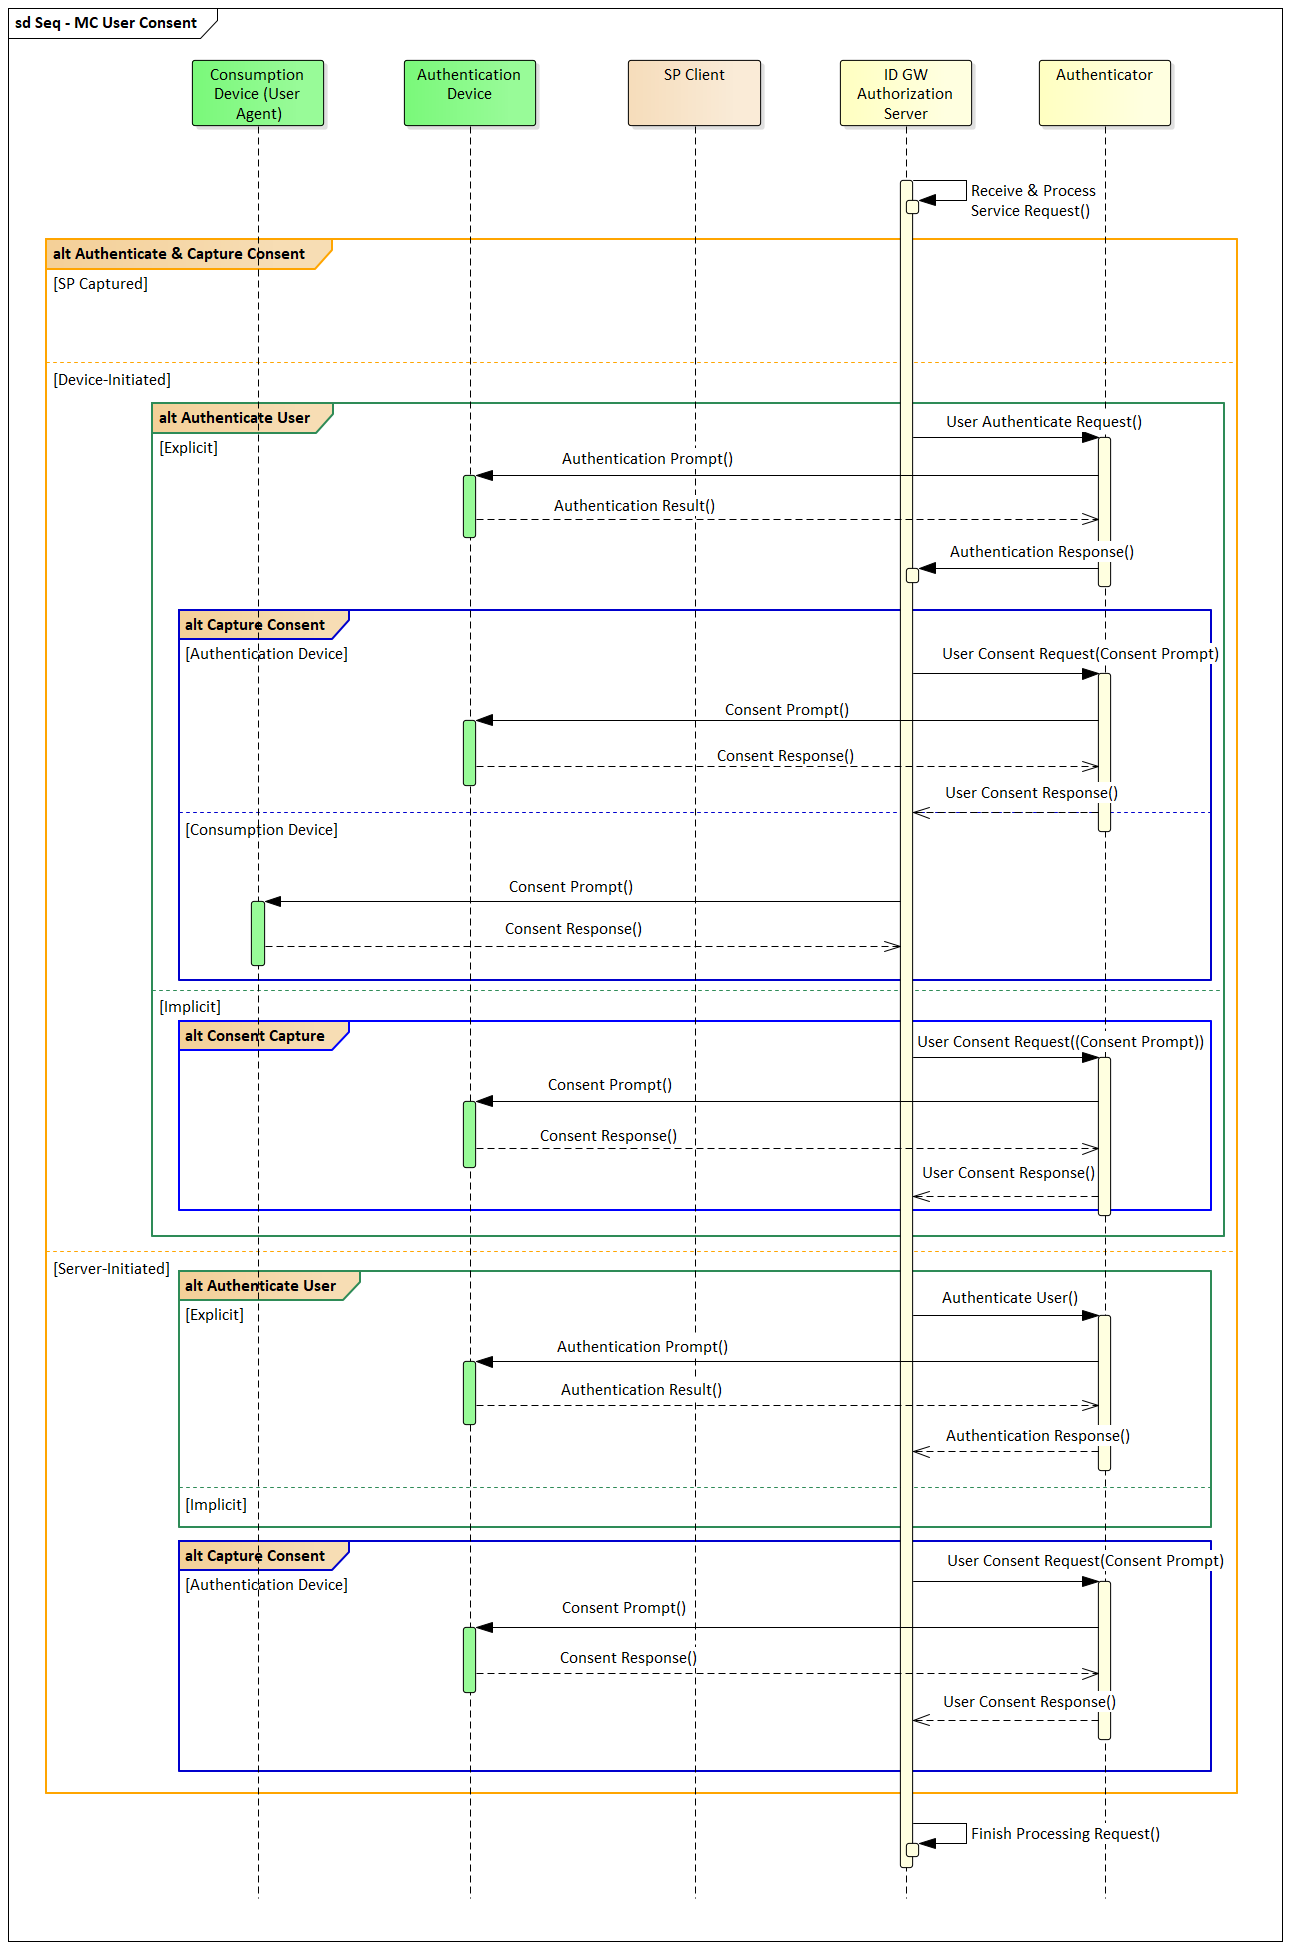 sd Seq - MC User Consent
Consumption
Device (User
Agent)
Authentication
Device
SP Client
ID GW
Authorization
Server
Authenticator
Receive & Process
Service Request()
alt Authenticate & Capture Consent
[SP Captured]
[Device-Initiated]
alt Authenticate User
User Authenticate Request()
[Explicit]
Authentication Prompt()
Authentication Result()
Authentication Response()
alt Capture Consent
[Authentication Device]
User Consent Request(Consent Prompt)
Consent Prompt()
Consent Response()
User Consent Response()
[Consumption Device]
Consent Prompt()
Consent Response()
[Implicit]
alt Consent Capture
User Consent Request((Consent Prompt))
Consent Prompt()
Consent Response()
User Consent Response()
[Server-Initiated]
alt Authenticate User
Authenticate User()
[Explicit]
Authentication Prompt()
Authentication Result()
Authentication Response()
[Implicit]
alt Capture Consent
User Consent Request(Consent Prompt)
[Authentication Device]
Consent Prompt()
Consent Response()
User Consent Response()
Finish Processing Request()